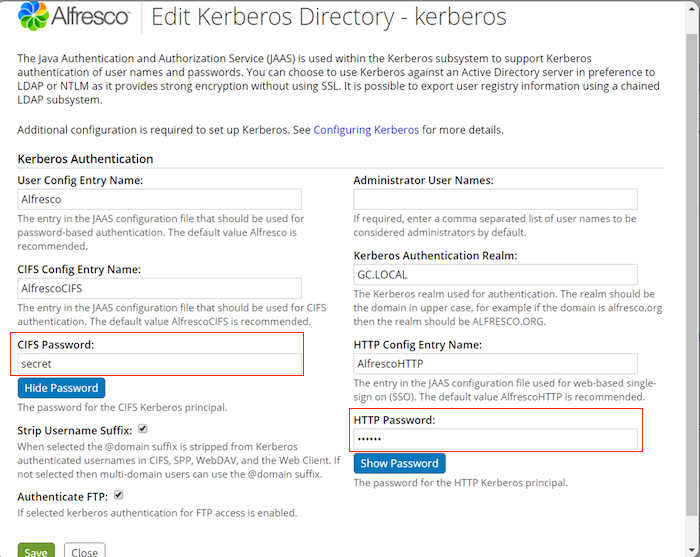 Alfresco
Edit Kerberos Directory - kerberos
The Java Authentication and Authorization Service (JAAS) is used within the Kerberos subsystem to support Kerberos
authentication of user names and passwords. You can choose to use Kerberos against an Active Directory server in preference to
LDAP or NTLM as it provides strong encryption without using SSL. It is possible to export user registry information using a chained
LDAP subsystem.
Additional configuration is required to set up Kerberos. See Configuring Kerberos for more details.
Kerberos Authentication
User Config Entry Name:
Alfresco
The entry in the JAAS configuration file that should be used for
password-based authentication. The default value Alfresco is
recommended.
CIFS Config Entry Name:
AlfrescoCIFS
The entry in the JAAS configuration file that should be used for CIFS
authentication. The default value AlfrescoCIFS is recommended.
CIFS Password:
secret
Hide Password
The password for the CIFS Kerberos principal.
Strip Username Suffix:
When selected the @domain suffix is stripped from Kerberos
authenticated usernames in CIFS, SPP, WebDAV, and the Web Client. If
not selected then multi-domain users can use the @domain suffix.
Authenticate FTP:
If selected kerberos authentication for FTP access is enabled.
Administrator User Names:
If required, enter a comma separated list of user names to be
considered administrators by default.
Kerberos Authentication Realm:
GC.LOCAL
The Kerberos realm used for authentication. The realm should be
the domain in upper case, for example if the domain is alfresco.org
then the realm should be ALFRESCO.ORG.
HTTP Config Entry Name:
AlfrescoHTTP
The entry in the JAAS configuration file used for web-based single-
sign on (SSO). The default value AlfrescoHTTP is recommended.
HTTP Password:
••••••
Show Password
The password for the HTTP Kerberos principal.
Save
Close